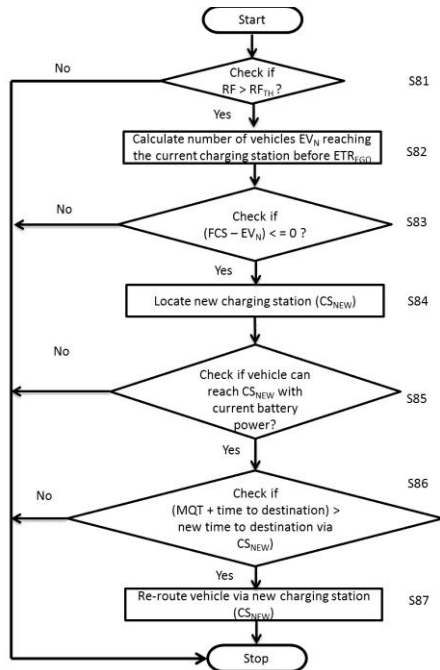 Start
No
Check if
RF > RF_TH ?
S81
Yes
Calculate number of vehicles EV_N reaching
the current charging station before ETR_EGO
S82
No
Check if
(FCS – EV_N) < = 0 ?
S83
Yes
Locate new charging station (CS_NEW)
S84
No
Check if vehicle can
reach CS_NEW with
current battery
power?
S85
Yes
No
Check if
(MQT + time to destination) >
new time to destination via
CS_NEW)
S86
Yes
Re-route vehicle via new charging station
(CS_NEW)
S87
Stop